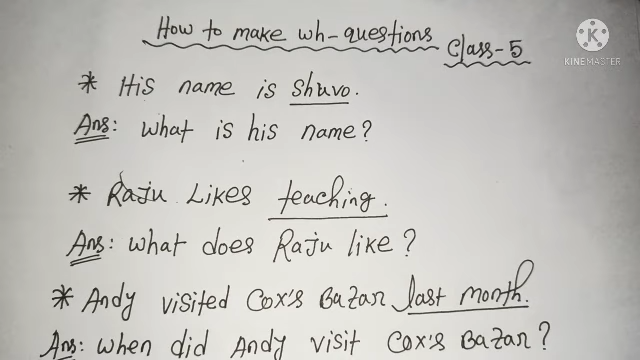 How to make wh-questions
Class-5
KINEMASTER
* His name is Shuvo.
Ans: What is his name?
* Raju Likes teaching.
Ans: What does Raju like?
* Andy visited Cox's Bazar last month.
Ans: When did Andy visit Cox's Bazar?